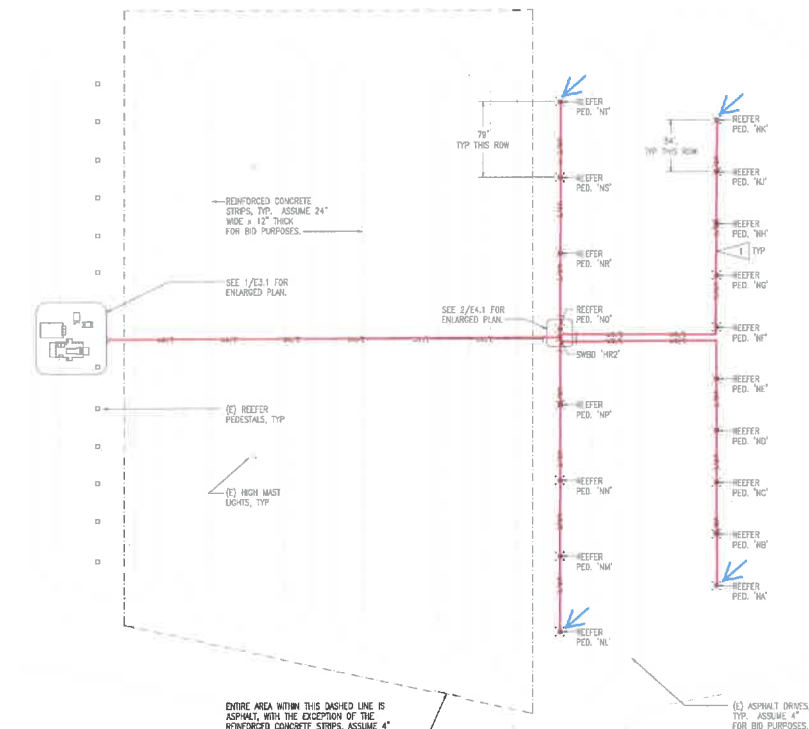 REEFER
PED. 'NT'
79'
TYP THIS ROW
REEFER
PED. 'NS'
REEFER
PED. 'NK'
54'
TYP THIS ROW
REEFER
PED. 'NJ'
REINFORCED CONCRETE
STRIPS, TYP. ASSUME 24"
WIDE x 12" THICK
FOR BID PURPOSES.
REEFER
PED. 'NR'
REEFER
PED. 'NH'
1 TYP
REEFER
PED. 'NG'
SEE 1/E3.1 FOR
ENLARGED PLAN.
SEE 2/E4.1 FOR
ENLARGED PLAN.
REEFER
SWBD 'HR2'
REEFER
PED. 'NF'
REEFER
PED. 'NE'
(E) REEFER
PEDESTALS, TYP
REEFER
PED. 'NP'
REEFER
PED. 'ND'
(E) HIGH MAST
LIGHTS, TYP
REEFER
PED. 'NN'
REEFER
PED. 'NC'
REEFER
PED. 'NM'
REEFER
PED. 'NB'
REEFER
PED. 'NL'
REEFER
PED. 'NA'
ENTIRE AREA WITHIN THIS DASHED LINE IS
ASPHALT, WITH THE EXCEPTION OF THE
REINFORCED CONCRETE STRIPS. ASSUME 4"
(E) ASPHALT DRIVES,
TYP. ASSUME 4"
FOR BID PURPOSES.